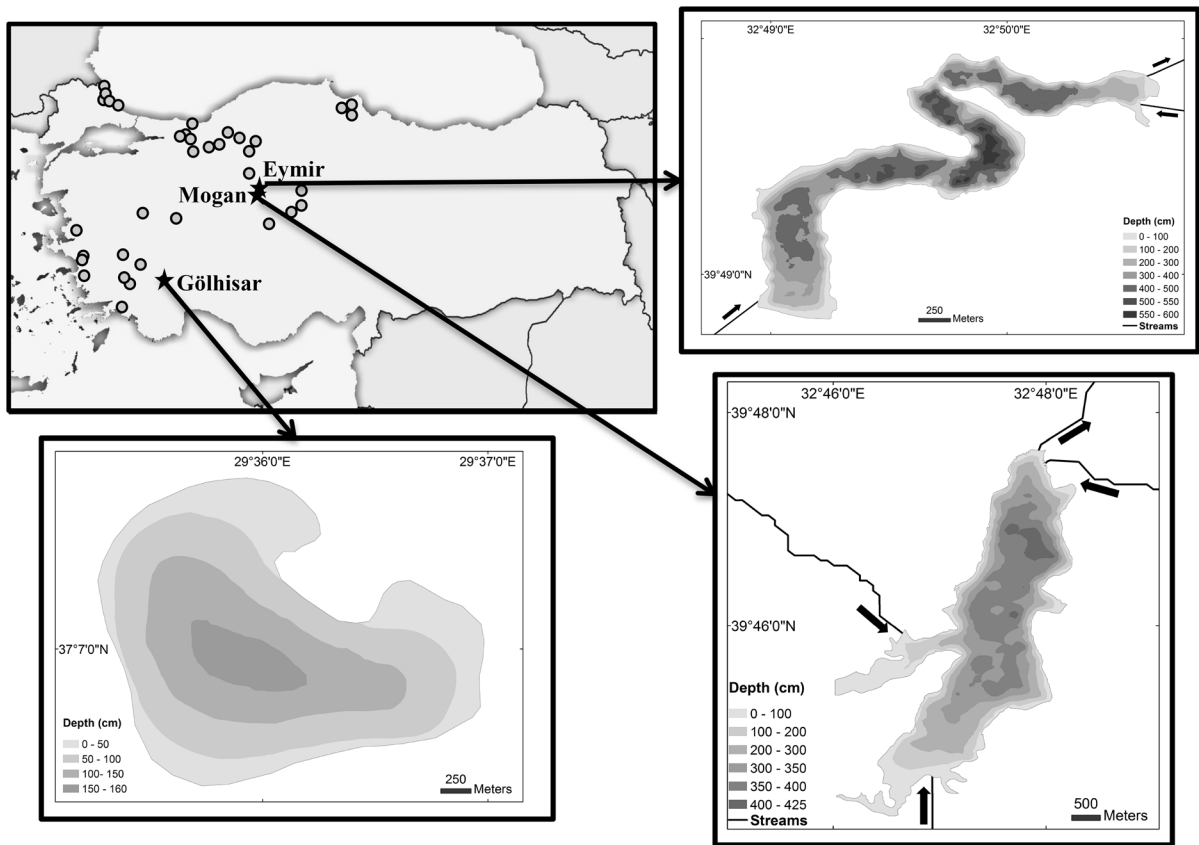 Eymir
Mogan
Gölhisar
32°49'0"E
32°50'0"E
39°49'0"N
Depth (cm)
0 - 100
100 - 200
200 - 300
300 - 400
400 - 500
500 - 550
550 - 600
Streams
250
Meters
29°36'0"E
29°37'0"E
37°7'0"N
Depth (cm)
0 - 50
50 - 100
100- 150
150 - 160
250
Meters
32°46'0"E
32°48'0"E
39°48'0"N
39°46'0"N
Depth (cm)
0 - 100
100 - 200
200 - 300
300 - 350
350 - 400
400 - 425
Streams
500
Meters